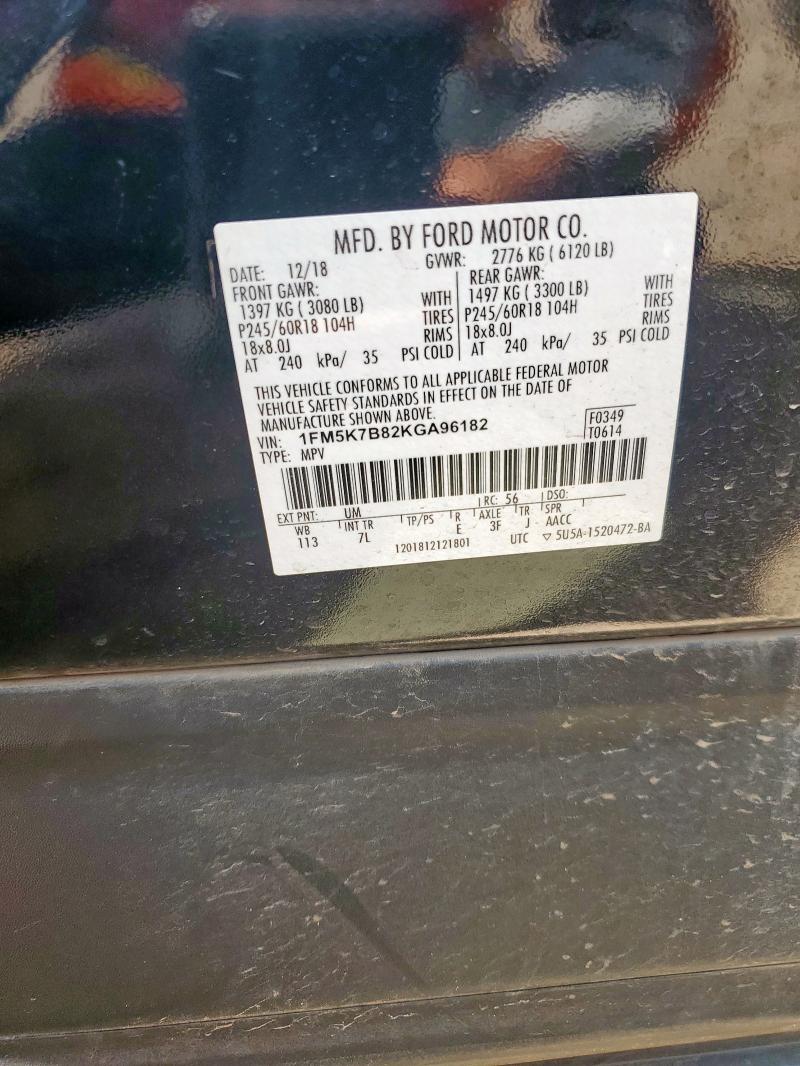 MFD. BY FORD MOTOR CO.
DATE: 12/18 GVWR: 2776 KG ( 6120 LB)
FRONT GAWR: REAR GAWR:
1397 KG ( 3080 LB) WITH 1497 KG ( 3300 LB) WITH
P245/60R18 104H TIRES P245/60R18 104H TIRES
18x8.0J RIMS 18x8.0J RIMS
AT 240 kPa/ 35 PSI COLD AT 240 kPa/ 35 PSI COLD
THIS VEHICLE CONFORMS TO ALL APPLICABLE FEDERAL MOTOR
VEHICLE SAFETY STANDARDS IN EFFECT ON THE DATE OF
MANUFACTURE SHOWN ABOVE.
VIN: 1FM5K7B82KGA96182 F0349
TYPE: MPV T0614
EXT PNT: UM RC: 56 DSO:
WB INT TR TP/PS R AXLE TR SPR
113 7L E 3F J AACC
1201812121801 UTC ▽ 5U5A-1520472-BA